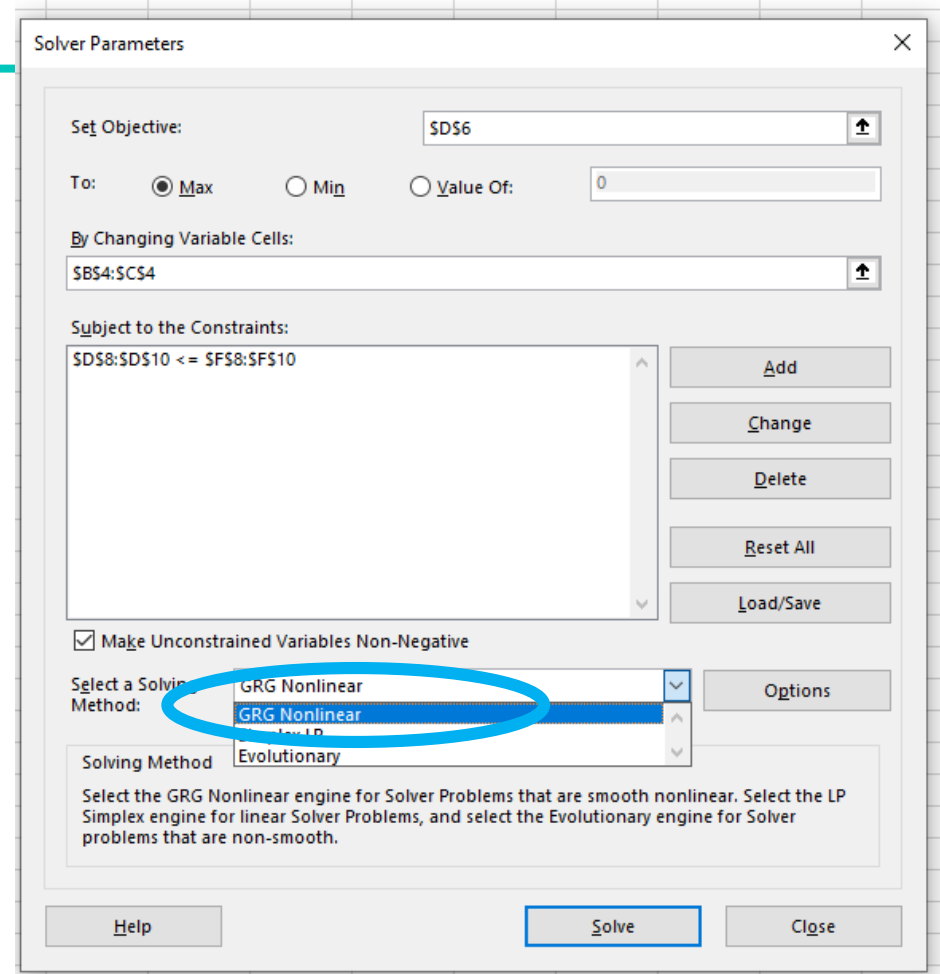 Solver Parameters
Set Objective:
$D$6
To:
Max
Min
Value Of:
0
By Changing Variable Cells:
$B$4:$C$4
Subject to the Constraints:
$D$8:$D$10 <= $F$8:$F$10
Add
Change
Delete
Reset All
Load/Save
Make Unconstrained Variables Non-Negative
Select a Solving
Method:
GRG Nonlinear
Options
GRG Nonlinear
Simplex LP
Evolutionary
Solving Method
Select the GRG Nonlinear engine for Solver Problems that are smooth nonlinear. Select the LP
Simplex engine for linear Solver Problems, and select the Evolutionary engine for Solver
problems that are non-smooth.
Help
Solve
Close